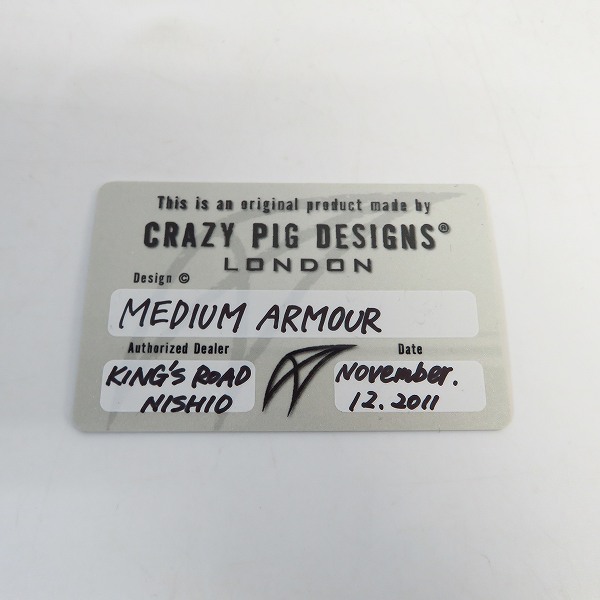 This is an original product made by
CRAZY PIG DESIGNS®
LONDON
Design ©
MEDIUM ARMOUR
Authorized Dealer
KING'S ROAD
NISHIO
Date
November.
12. 2011